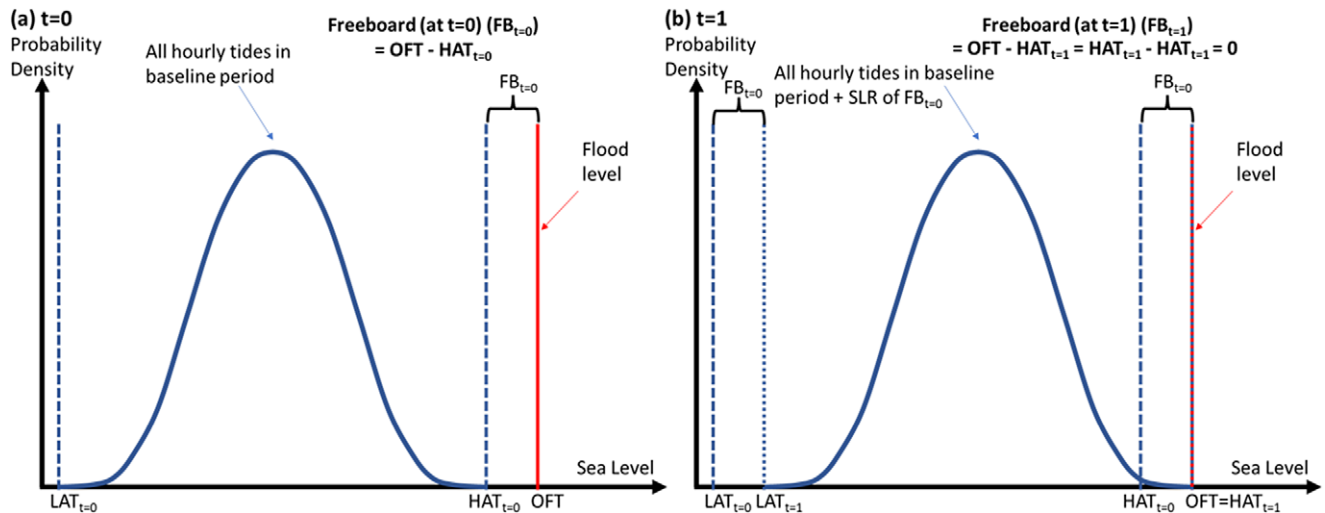 (a) t=0
Probability
Density
Freeboard (at t=0) (FBt=0)
= OFT - HATt=0
All hourly tides in
baseline period
FBt=0
Flood
level
Sea Level
LATt=0
HATt=0
OFT
(b) t=1
Probability
Density
Freeboard (at t=1) (FBt=1)
= OFT - HATt=1 = HATt=1 - HATt=1 = 0
FBt=0
All hourly tides in baseline
period + SLR of FBt=0
FBt=0
Flood
level
Sea Level
LATt=0
LATt=1
HATt=0
OFT=HATt=1